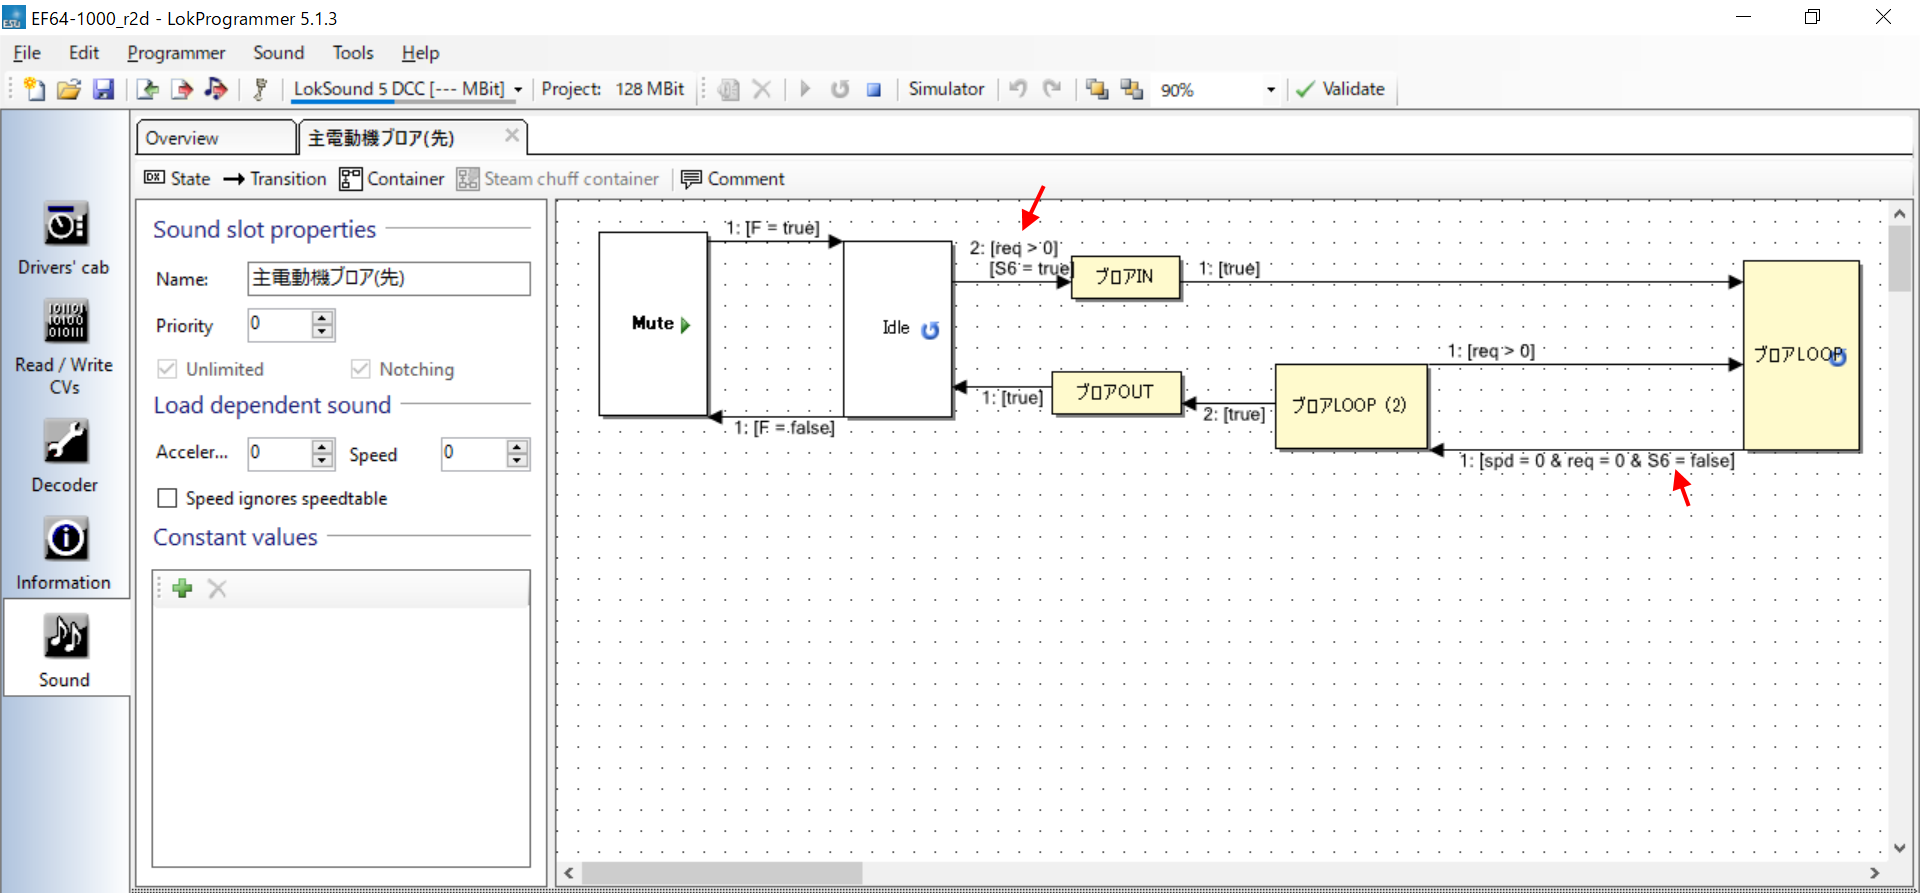 EF64-1000_r2d - LokProgrammer 5.1.3
File Edit Programmer Sound Tools Help
LokSound 5 DCC [--- MBit] Project: 128 MBit Simulator 90% Validate
Overview 主電動機ブロア(先)
State Transition Container Steam chuff container Comment
Drivers' cab
Read / Write
CVs
Decoder
Information
Sound
Sound slot properties
Name: 主電動機ブロア(先)
Priority 0
Unlimited Notching
Load dependent sound
Acceler... 0 Speed 0
Speed ignores speedtable
Constant values
1: [F = true]
2: [req > 0]
[S6 = true]
ブロアIN
1: [true]
Mute
Idle
1: [req > 0]
ブロアLOOP
ブロアOUT
1: [true]
ブロアLOOP (2)
2: [true]
1: [F = false]
1: [spd = 0 & req = 0 & S6 = false]